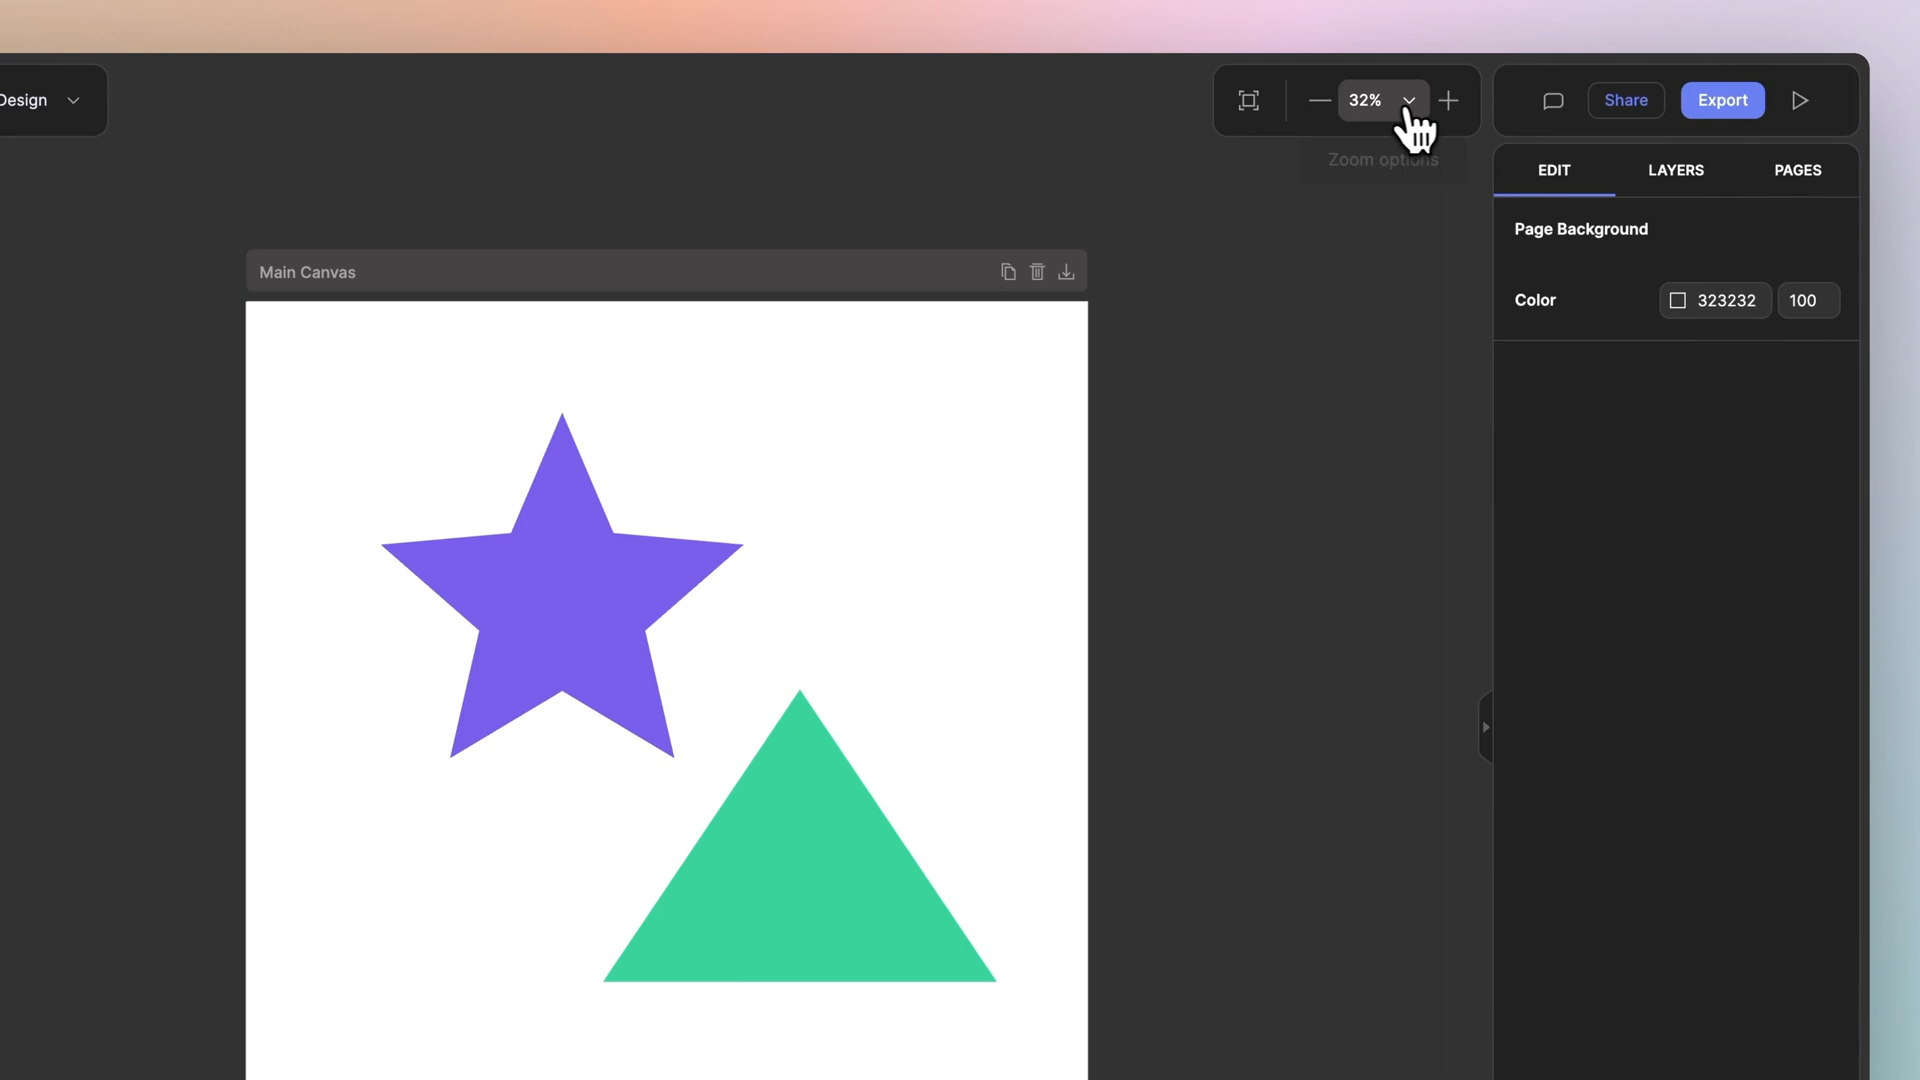 Design
32%
Share
Export
Zoom options
EDIT
LAYERS
PAGES
Page Background
Main Canvas
Color
323232
100